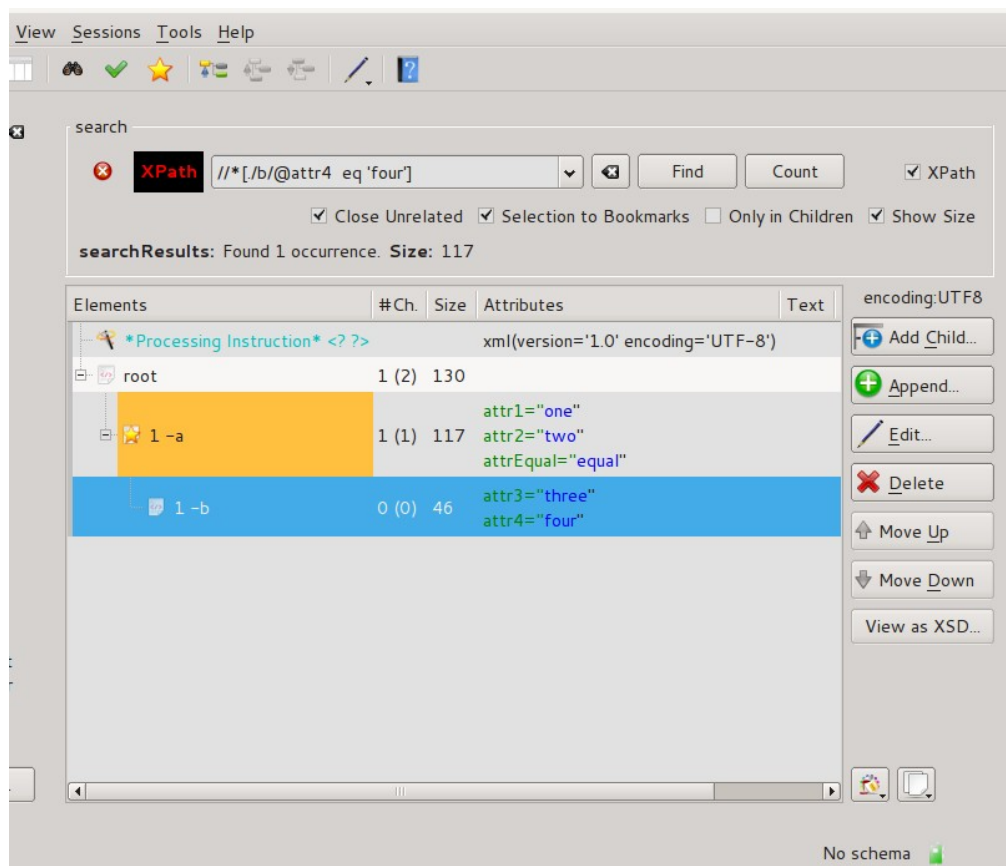 View Sessions Tools Help
search
XPath //*[./b/@attr4  eq 'four'] Find Count XPath
Close Unrelated Selection to Bookmarks Only in Children Show Size
searchResults: Found 1 occurrence. Size: 117
Elements #Ch. Size Attributes Text
encoding:UTF8
*Processing Instruction* <? ?> xml(version='1.0' encoding='UTF-8')
root 1 (2) 130
1 -a 1 (1) 117
attr1="one"
attr2="two"
attrEqual="equal"
1 -b 0 (0) 46
attr3="three"
attr4="four"
Add Child...
Append...
Edit...
Delete
Move Up
Move Down
View as XSD...
No schema